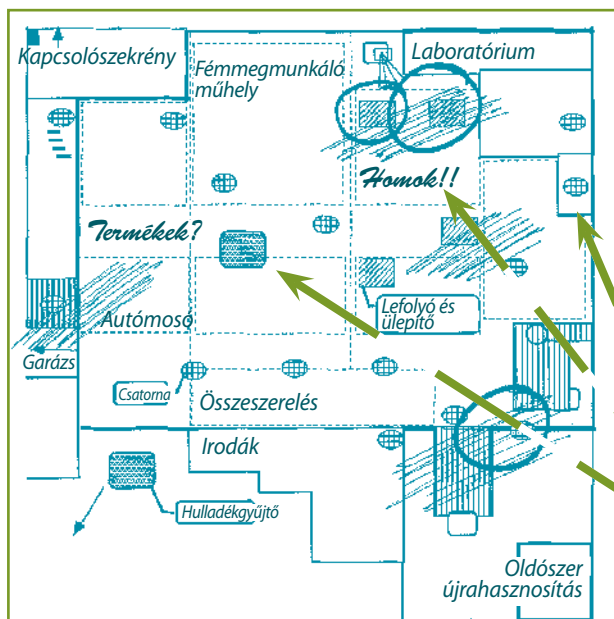 Kapcsolószekrény
Fémmegmunkáló
műhely
Laboratórium
Homok!!
Termékek?
Lefolyó és
ülepítő
Autómosó
Garázs
Csatorna
Összeszerelés
Irodák
Hulladékgyűjtő
Oldószer
újrahasznosítás